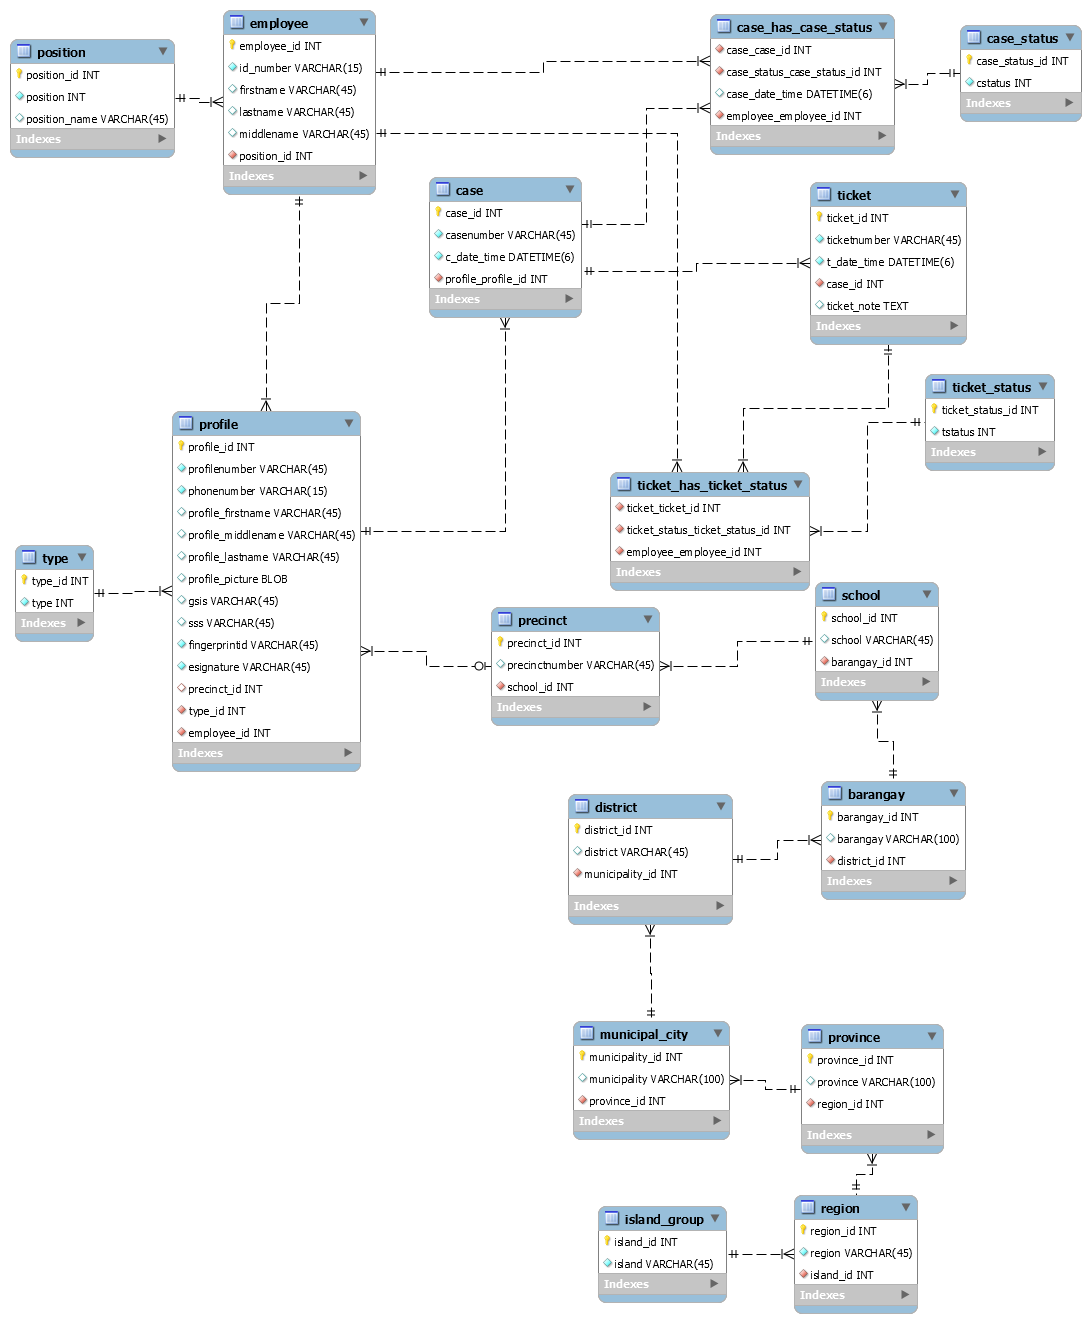 position
position_id INT
position INT
position_name VARCHAR(45)
Indexes
employee
employee_id INT
id_number VARCHAR(15)
firstname VARCHAR(45)
lastname VARCHAR(45)
middlename VARCHAR(45)
position_id INT
Indexes
case_has_case_status
case_case_id INT
case_status_case_status_id INT
case_date_time DATETIME(6)
employee_employee_id INT
Indexes
case_status
case_status_id INT
cstatus INT
Indexes
case
case_id INT
casenumber VARCHAR(45)
c_date_time DATETIME(6)
profile_profile_id INT
Indexes
ticket
ticket_id INT
ticketnumber VARCHAR(45)
t_date_time DATETIME(6)
case_id INT
ticket_note TEXT
Indexes
ticket_status
ticket_status_id INT
tstatus INT
Indexes
profile
profile_id INT
profilenumber VARCHAR(45)
phonenumber VARCHAR(15)
profile_firstname VARCHAR(45)
profile_middlename VARCHAR(45)
profile_lastname VARCHAR(45)
profile_picture BLOB
gsis VARCHAR(45)
sss VARCHAR(45)
fingerprintid VARCHAR(45)
esignature VARCHAR(45)
precinct_id INT
type_id INT
employee_id INT
Indexes
ticket_has_ticket_status
ticket_ticket_id INT
ticket_status_ticket_status_id INT
employee_employee_id INT
Indexes
type
type_id INT
type INT
Indexes
precinct
precinct_id INT
precinctnumber VARCHAR(45)
school_id INT
Indexes
school
school_id INT
school VARCHAR(45)
barangay_id INT
Indexes
district
district_id INT
district VARCHAR(45)
municipality_id INT
Indexes
barangay
barangay_id INT
barangay VARCHAR(100)
district_id INT
Indexes
municipal_city
municipality_id INT
municipality VARCHAR(100)
province_id INT
Indexes
province
province_id INT
province VARCHAR(100)
region_id INT
Indexes
island_group
island_id INT
island VARCHAR(45)
Indexes
region
region_id INT
region VARCHAR(45)
island_id INT
Indexes